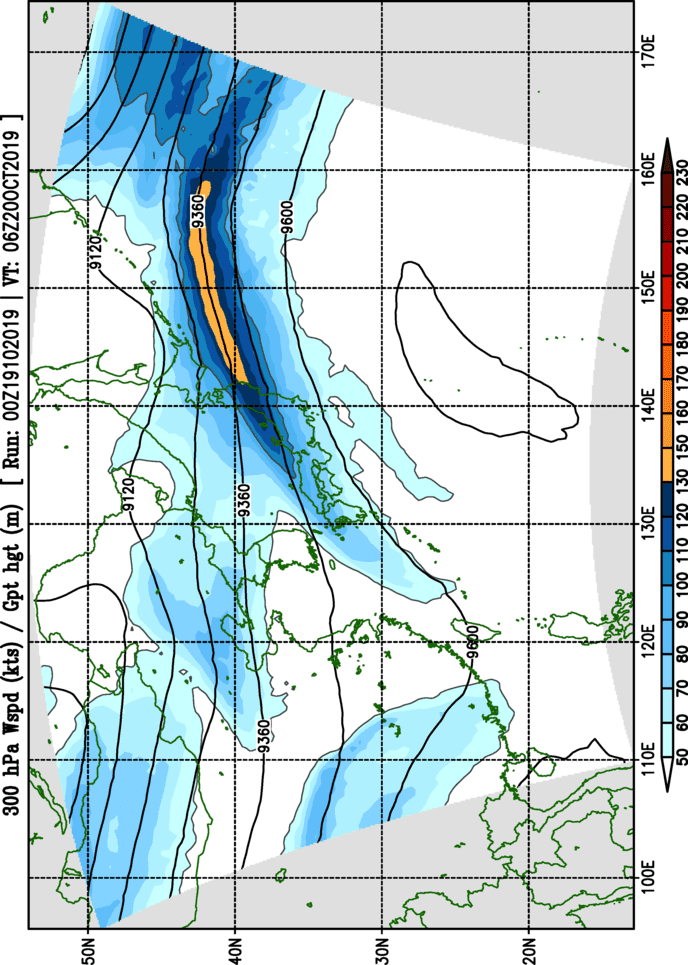 300 hPa Wspd (kts) / Gpt hgt (m) [ Run: 00Z19102019 | VT: 06Z20OCT2019 ]
50N
9120
9120
9360
40N
9360
9360
9600
30N
9600
20N
100E 110E 120E 130E 140E 150E 160E 170E
50 60 70 80 90 100 110 120 130 140 150 160 170 180 190 200 210 220 230